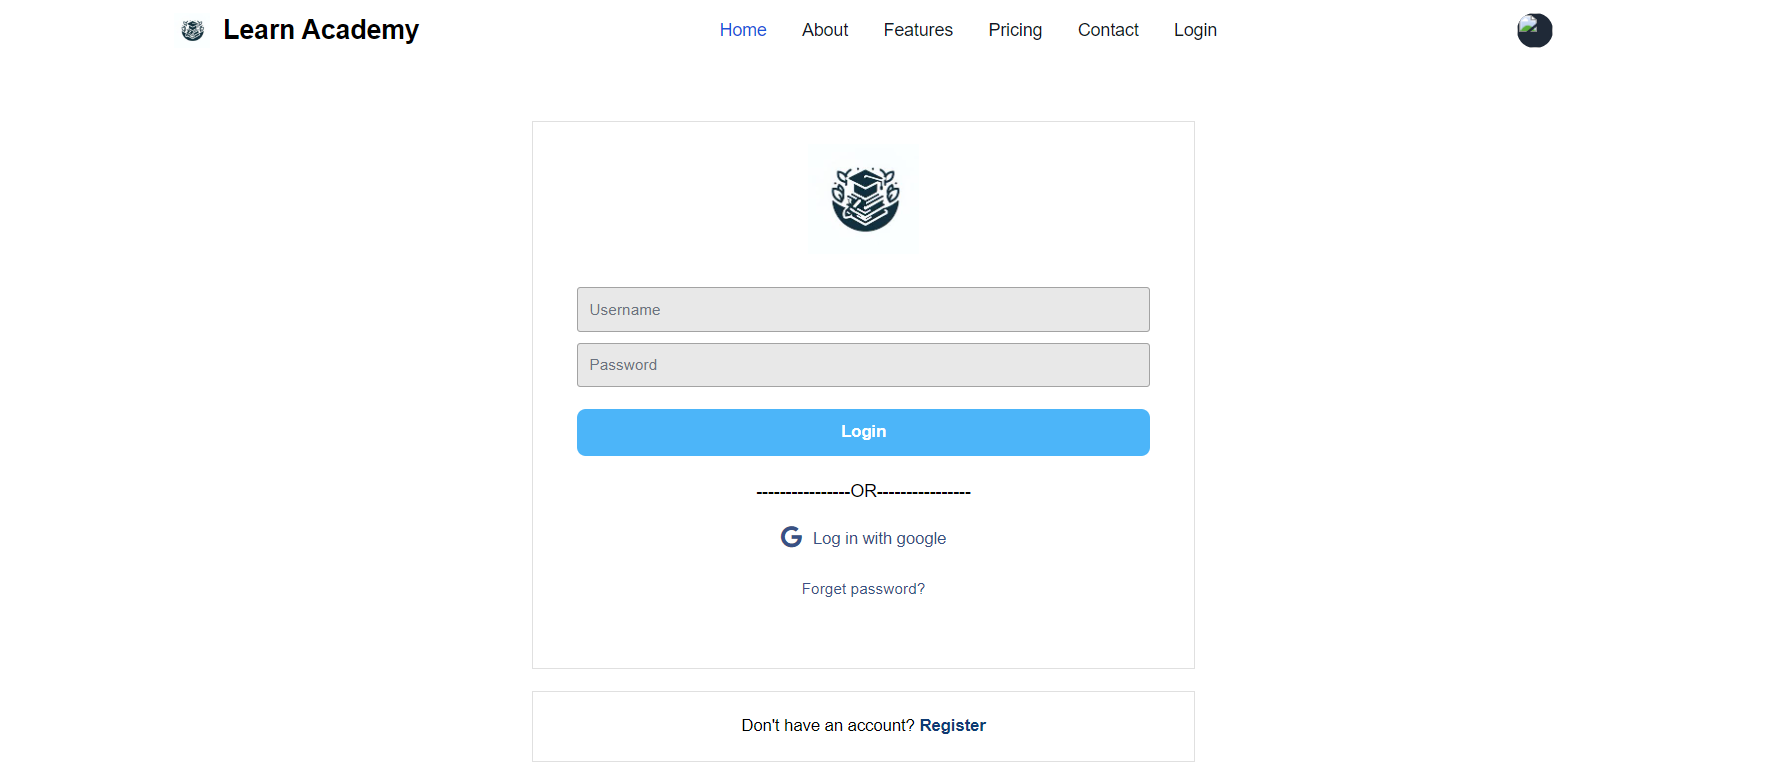 Learn Academy
Home About Features Pricing Contact Login
Username
Password
Login
----------------OR----------------
Log in with google
Forget password?
Don't have an account? Register